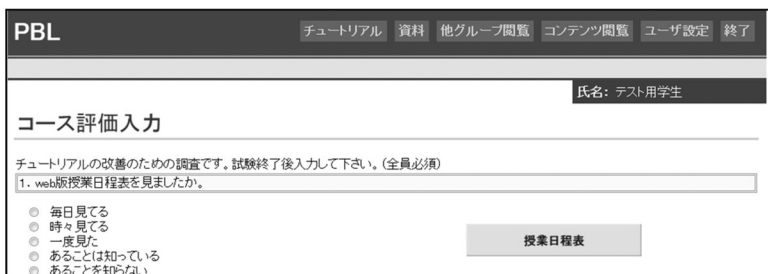 PBL
チュートリアル 資料 他グループ閲覧 コンテンツ閲覧 ユーザ設定 終了
氏名: テスト用学生
コース評価入力
チュートリアルの改善のための調査です。試験終了後入力して下さい。(全員必須)
1. web版授業日程表を見ましたか。
毎日見てる
時々見てる
一度見た
あることは知っている
あることを知らない
授業日程表